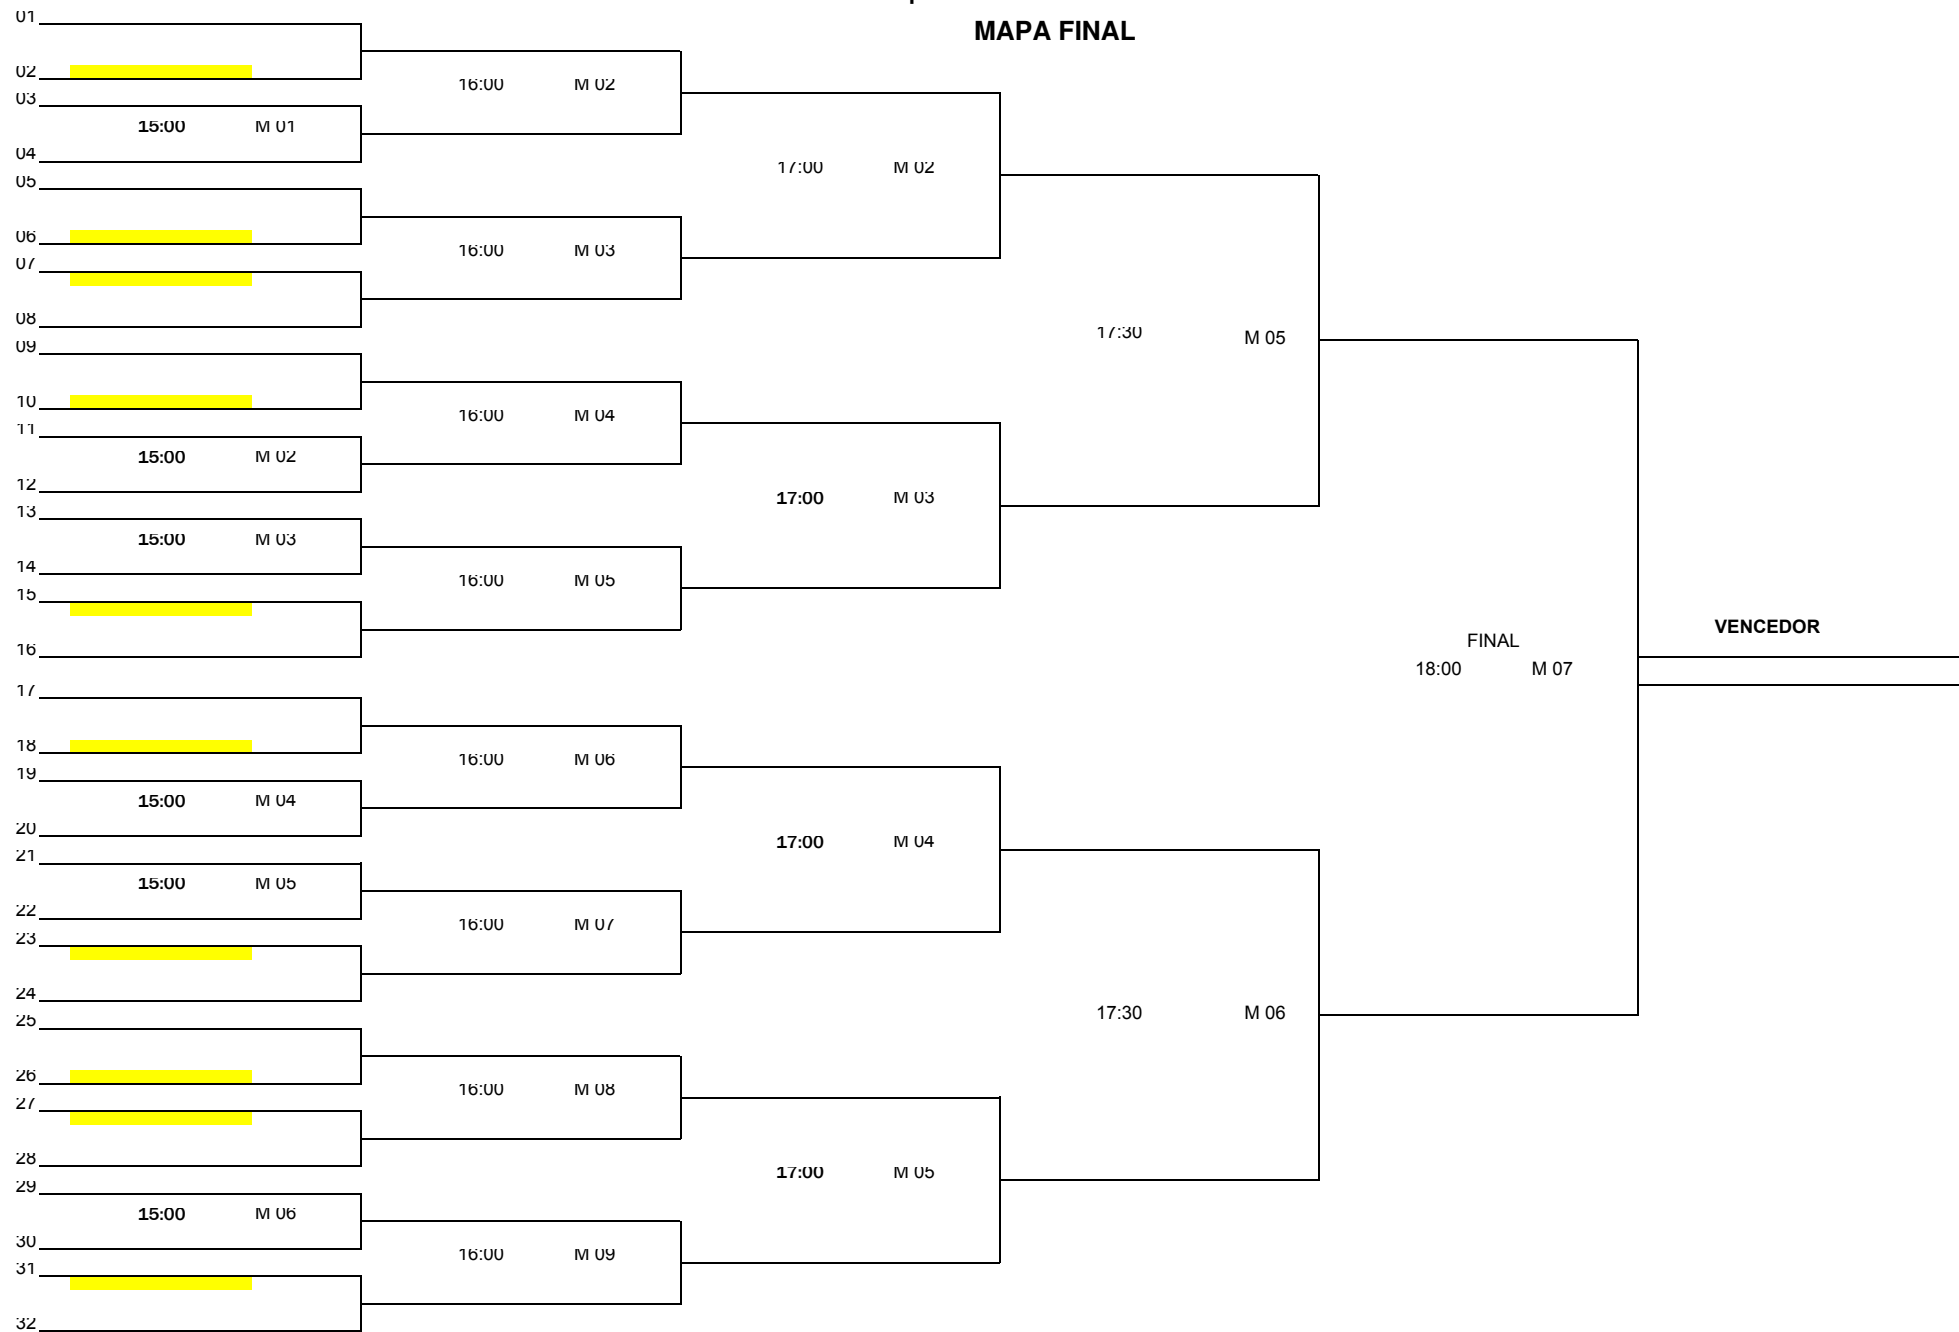 MAPA FINAL
01
02
16:00 M 02
03
15:00 M 01
04
17:00 M 02
05
06
16:00 M 03
07
08
17:30 M 05
09
10
16:00 M 04
11
15:00 M 02
12
17:00 M 03
13
15:00 M 03
14
16:00 M 05
15
16
VENCEDOR
FINAL
18:00 M 07
17
18
16:00 M 06
19
15:00 M 04
20
17:00 M 04
21
15:00 M 05
22
16:00 M 07
23
24
17:30 M 06
25
26
16:00 M 08
27
28
17:00 M 05
29
15:00 M 06
30
16:00 M 09
31
32